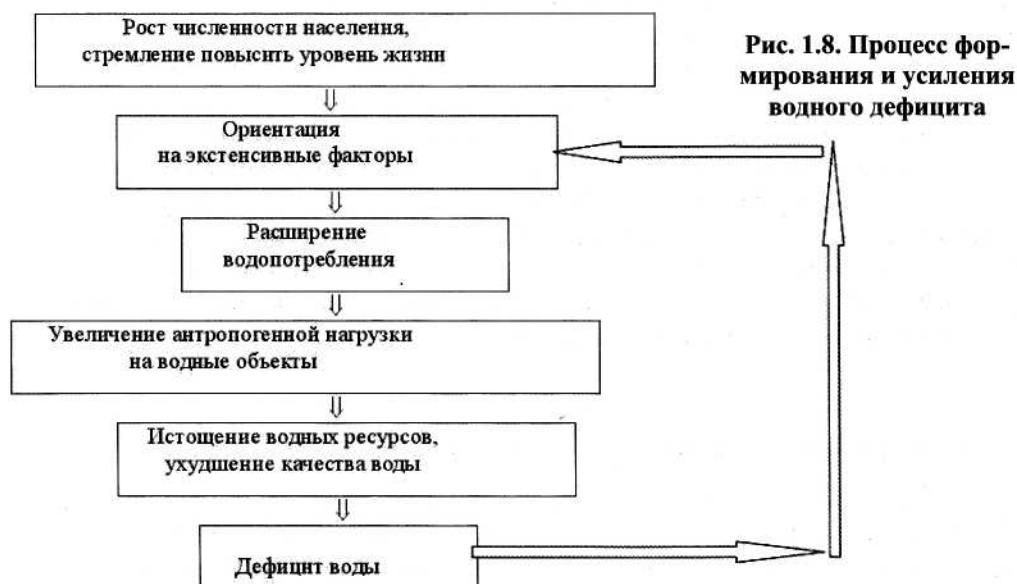 Рост численности населения,
стремление повысить уровень жизни
Рис. 1.8. Процесс фор-
мирования и усиления
водного дефицита
Ориентация
на экстенсивные факторы
Расширение
водопотребления
Увеличение антропогенной нагрузки
на водные объекты
Истощение водных ресурсов,
ухудшение качества воды
Дефицит воды